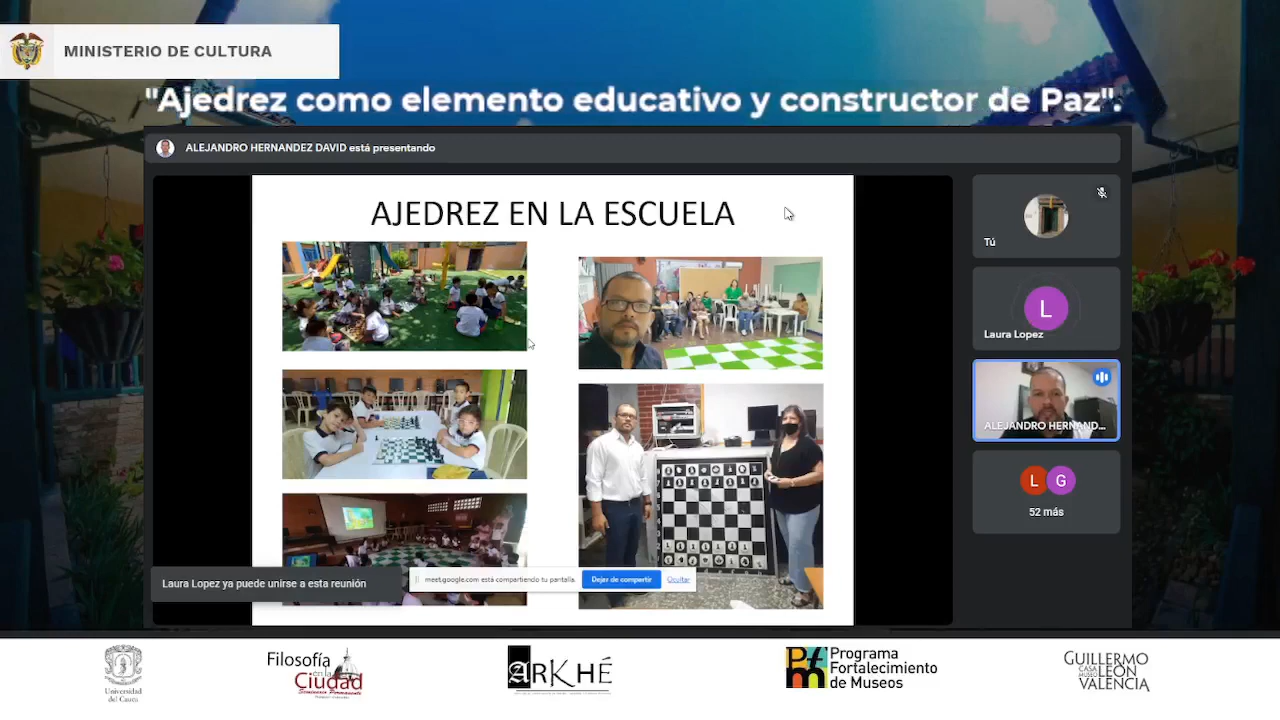 MINISTERIO DE CULTURA
"Ajedrez como elemento educativo y constructor de Paz".
ALEJANDRO HERNANDEZ DAVID está presentando
AJEDREZ EN LA ESCUELA
Tú
L
Laura Lopez
ALEJANDRO HERNAND...
L G
52 más
Laura Lopez ya puede unirse a esta reunión
meet.google.com está compartiendo tu pantalla.
Dejar de compartir
Ocultar
Universidad
del Cauca
Filosofía
en la
Ciudad
ARKHÉ
Pfm
Programa
Fortalecimiento
de Museos
GUILLERMO
CASA MUSEO
LEÓN
VALENCIA